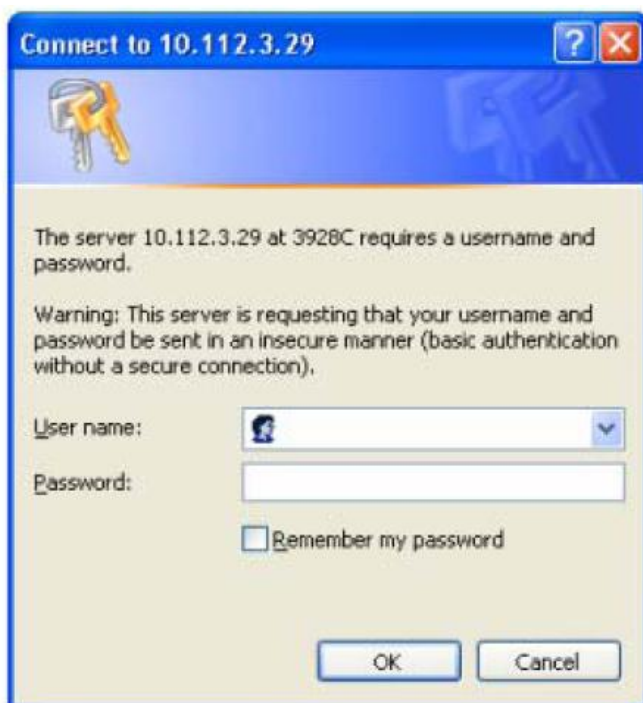 Connect to 10.112.3.29
?
The server 10.112.3.29 at 3928C requires a username and
password.
Warning: This server is requesting that your username and
password be sent in an insecure manner (basic authentication
without a secure connection).
User name:
Password:
Remember my password
OK
Cancel